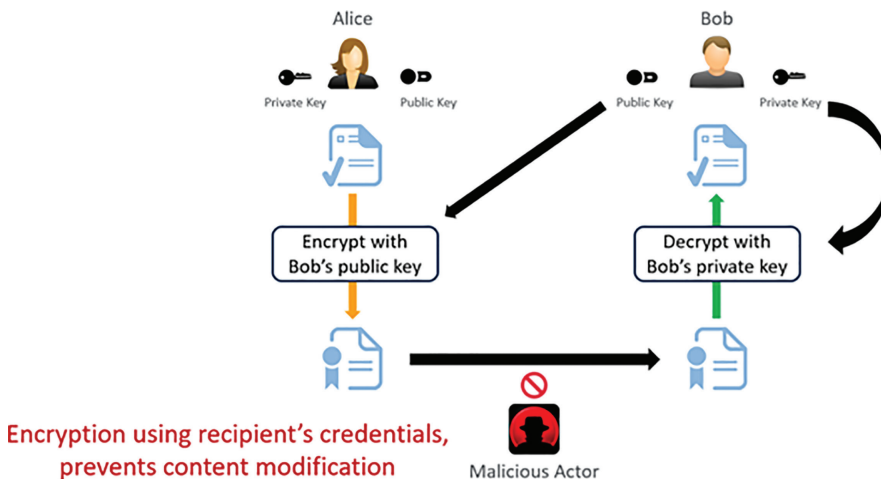 Alice
Bob
Private Key
Public Key
Public Key
Private Key
Encrypt with
Bob's public key
Decrypt with
Bob's private key
Encryption using recipient's credentials,
prevents content modification
Malicious Actor